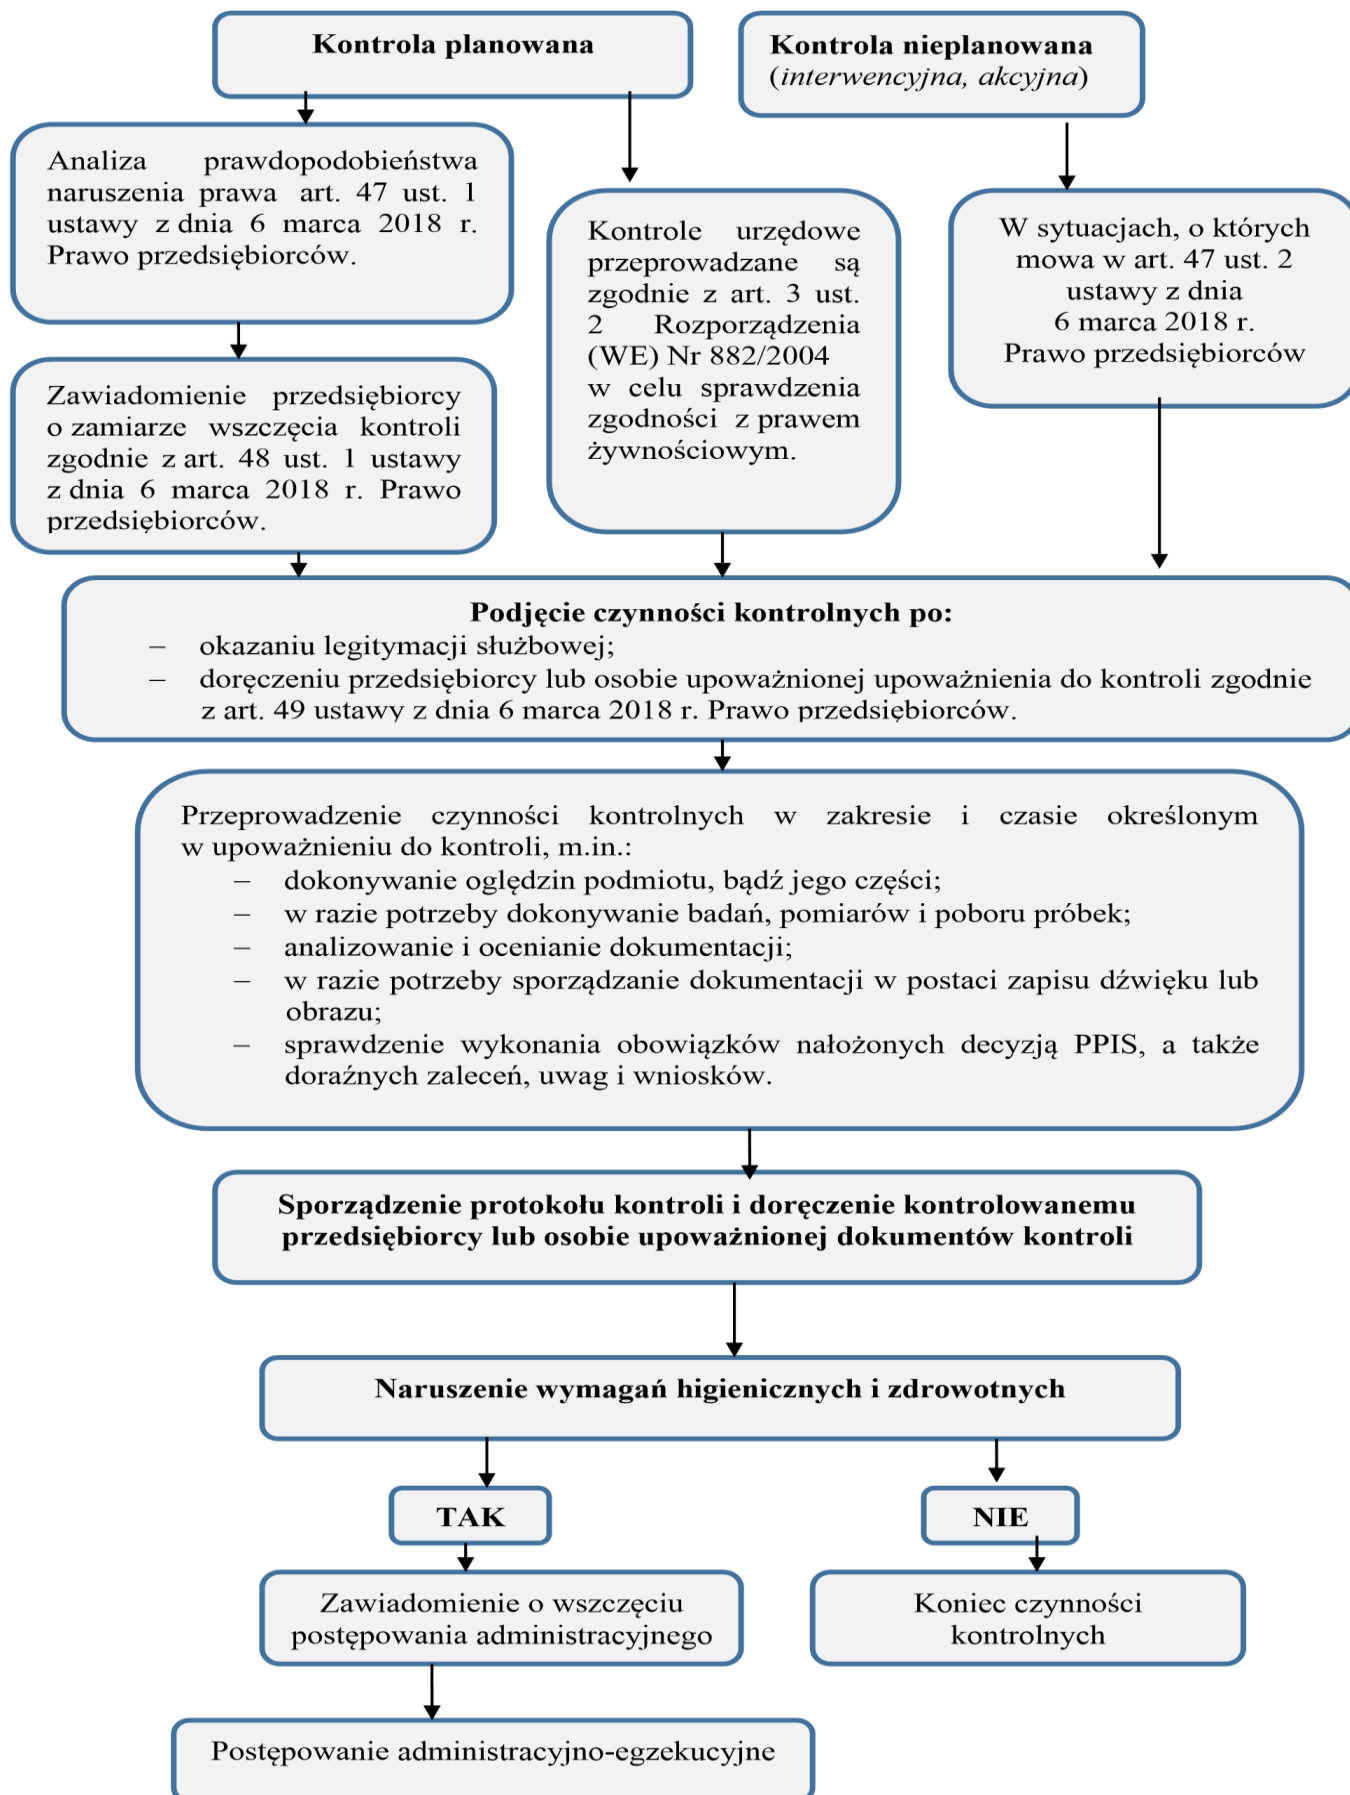 Kontrola planowana
Kontrola nieplanowana
(interwencyjna, akcyjna)
Analiza prawdopodobieństwa
naruszenia prawa art. 47 ust. 1
ustawy z dnia 6 marca 2018 r.
Prawo przedsiębiorców.
Zawiadomienie przedsiębiorcy
o zamiarze wszczęcia kontroli
zgodnie z art. 48 ust. 1 ustawy
z dnia 6 marca 2018 r. Prawo
przedsiębiorców.
Kontrole urzędowe
przeprowadzane są
zgodnie z art. 3 ust.
2 Rozporządzenia
(WE) Nr 882/2004
w celu sprawdzenia
zgodności z prawem
żywnościowym.
W sytuacjach, o których
mowa w art. 47 ust. 2
ustawy z dnia
6 marca 2018 r.
Prawo przedsiębiorców
Podjęcie czynności kontrolnych po:
– okazaniu legitymacji służbowej;
– doręczeniu przedsiębiorcy lub osobie upoważnionej upoważnienia do kontroli zgodnie
z art. 49 ustawy z dnia 6 marca 2018 r. Prawo przedsiębiorców.
Przeprowadzenie czynności kontrolnych w zakresie i czasie określonym
w upoważnieniu do kontroli, m.in.:
– dokonywanie oględzin podmiotu, bądź jego części;
– w razie potrzeby dokonywanie badań, pomiarów i poboru próbek;
– analizowanie i ocenianie dokumentacji;
– w razie potrzeby sporządzanie dokumentacji w postaci zapisu dźwięku lub
obrazu;
– sprawdzenie wykonania obowiązków nałożonych decyzją PPIS, a także
doraźnych zaleceń, uwag i wniosków.
Sporządzenie protokołu kontroli i doręczenie kontrolowanemu
przedsiębiorcy lub osobie upoważnionej dokumentów kontroli
Naruszenie wymagań higienicznych i zdrowotnych
TAK
NIE
Zawiadomienie o wszczęciu
postępowania administracyjnego
Koniec czynności
kontrolnych
Postępowanie administracyjno-egzekucyjne